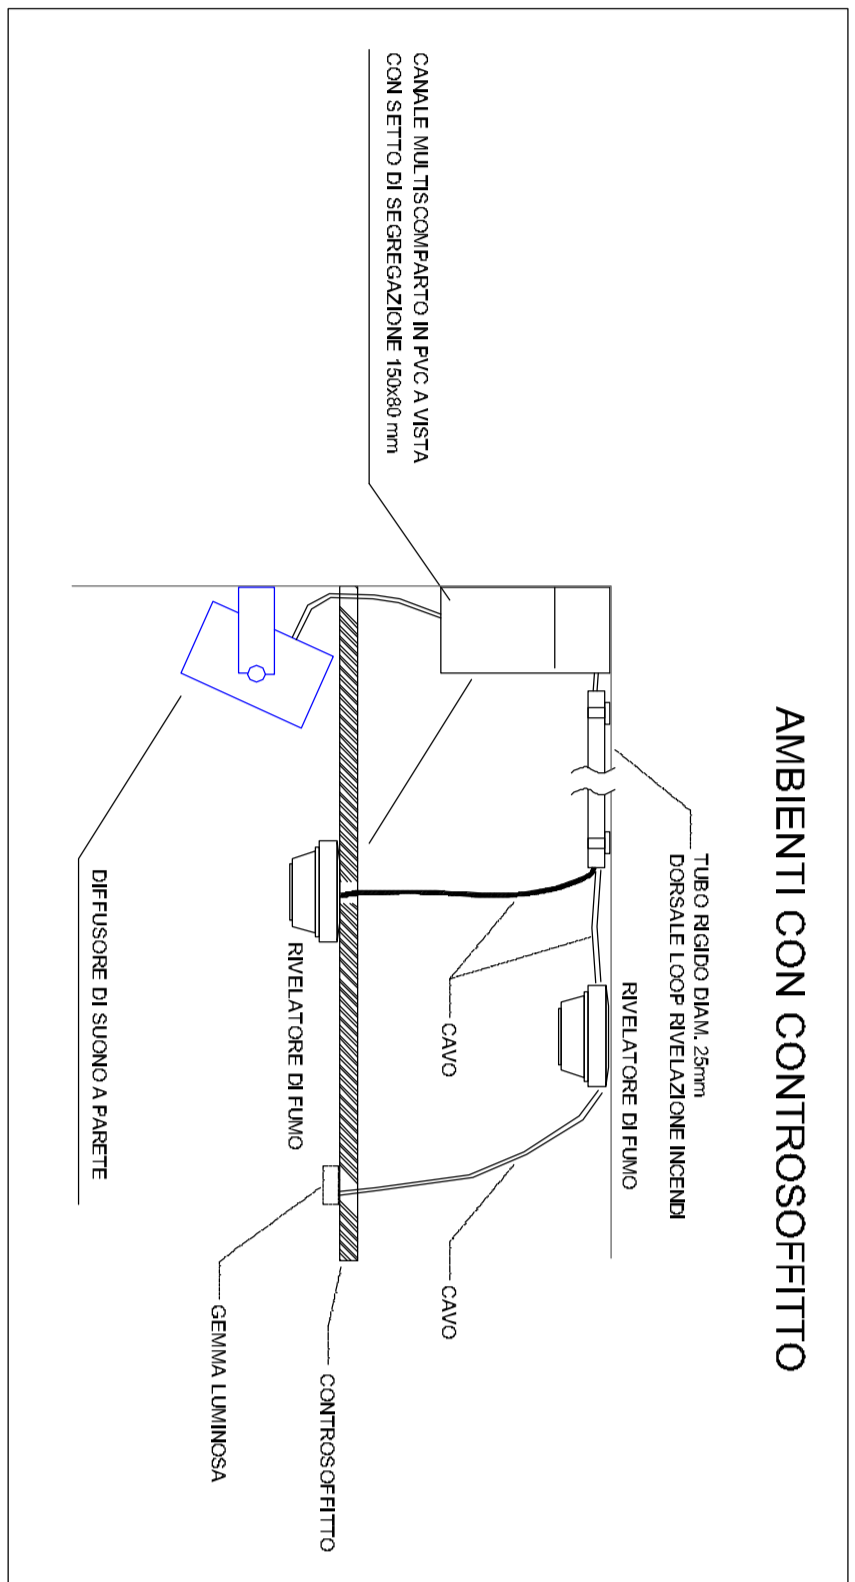 AMBIENTI CON CONTROSOFFITTO
TUBO RIGIDO DIAM. 25mm
DORSALE LOOP RIVELAZIONE INCENDI
RIVELATORE DI FUMO
CANALE MULTISCOMPARTO IN PVC A VISTA
CON SETTO DI SEGREGAZIONE 150x80 mm
CAVO
CAVO
RIVELATORE DI FUMO
CONTROSOFFITTO
GEMMA LUMINOSA
DIFFUSORE DI SUONO A PARETE